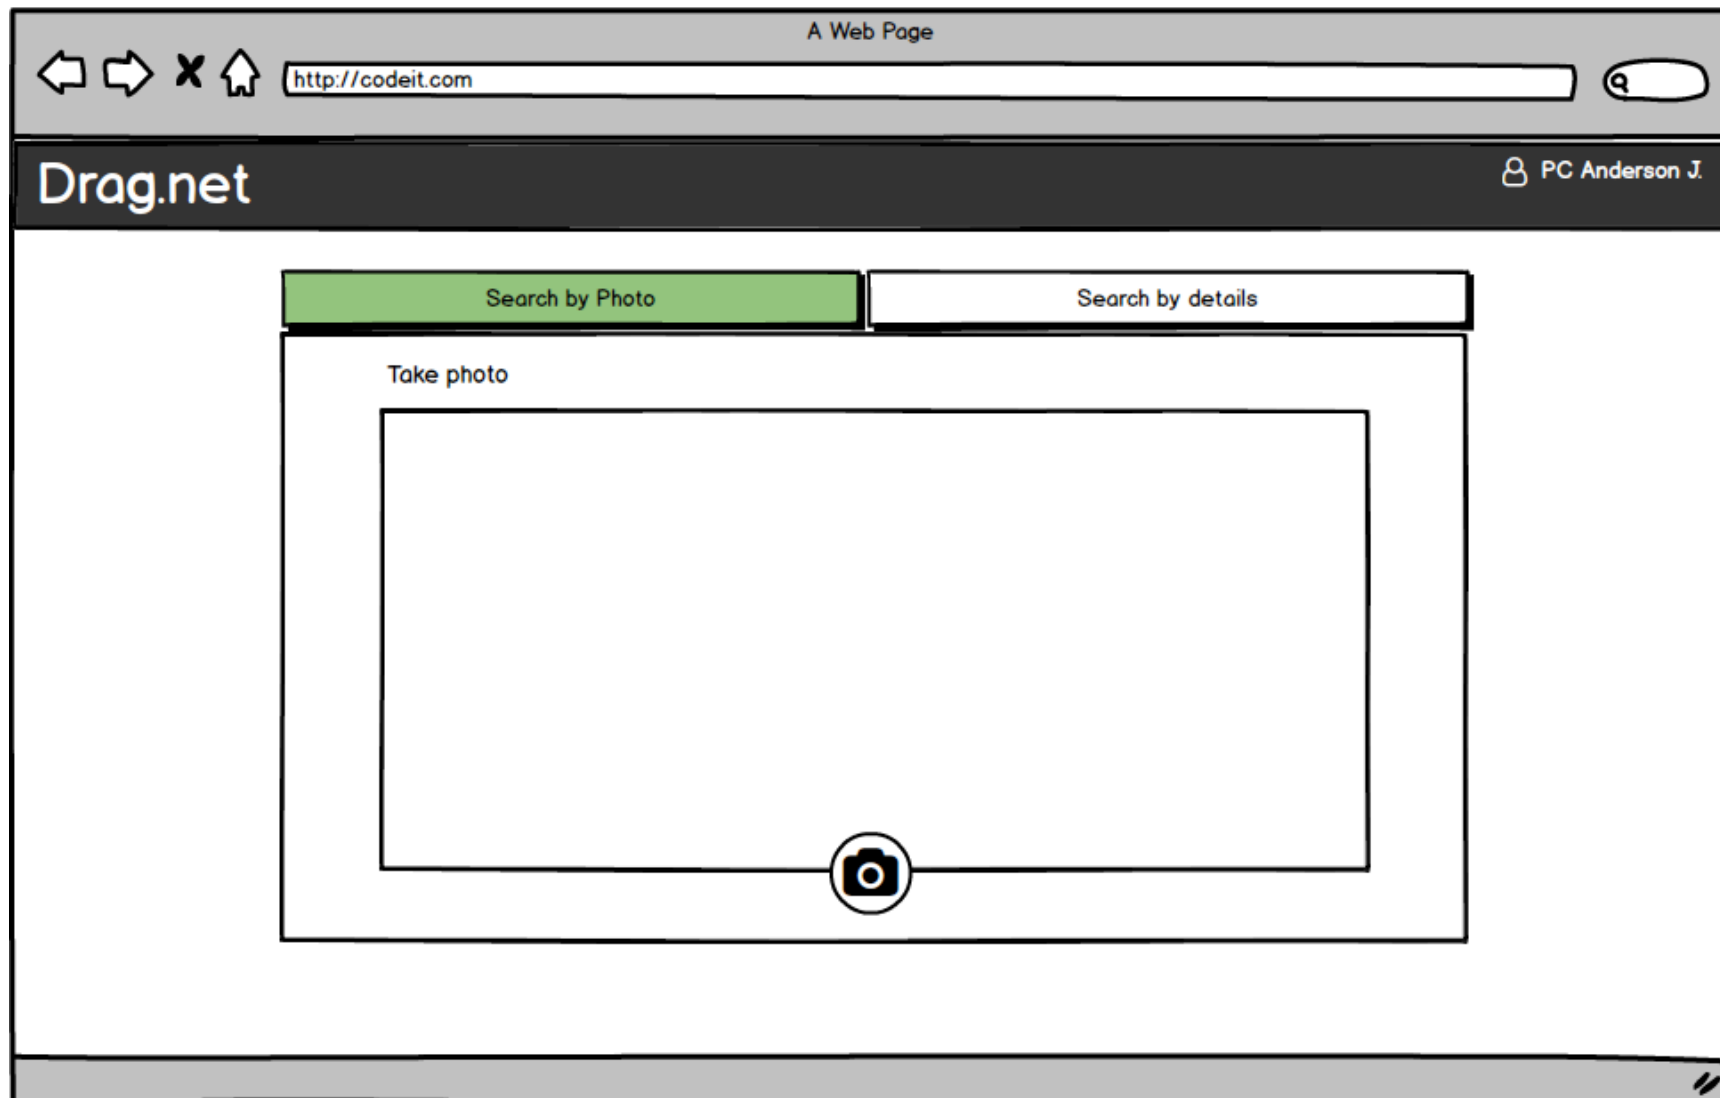 A Web Page
http://codeit.com
Drag.net
PC Anderson J.
Search by Photo
Search by details
Take photo